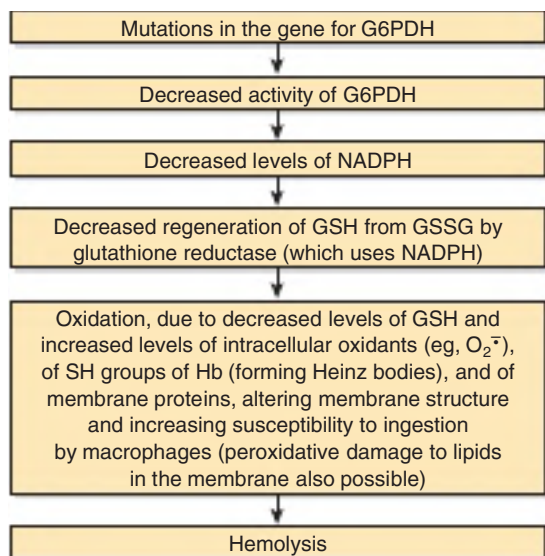 Mutations in the gene for G6PDH
Decreased activity of G6PDH
Decreased levels of NADPH
Decreased regeneration of GSH from GSSG by
glutathione reductase (which uses NADPH)
Oxidation, due to decreased levels of GSH and
increased levels of intracellular oxidants (eg, O₂⁻•),
of SH groups of Hb (forming Heinz bodies), and of
membrane proteins, altering membrane structure
and increasing susceptibility to ingestion
by macrophages (peroxidative damage to lipids
in the membrane also possible)
Hemolysis